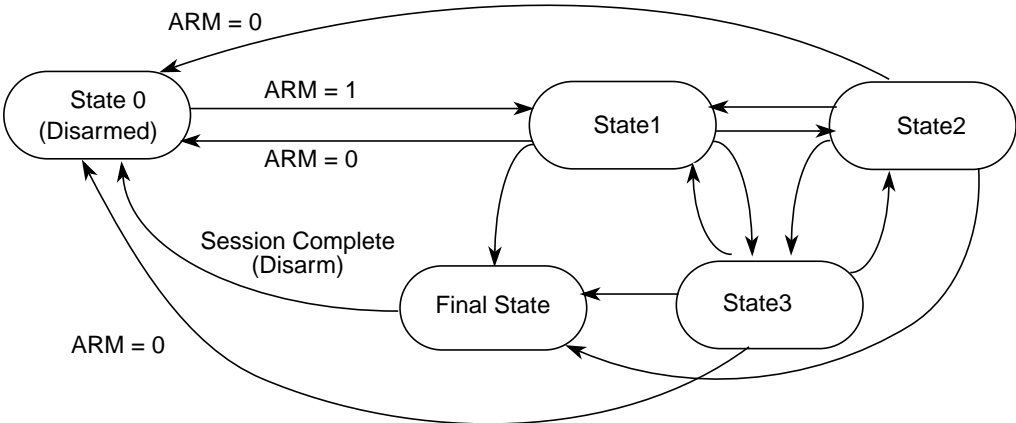 ARM = 0
State 0
(Disarmed)
ARM = 1
ARM = 0
State1
State2
Session Complete
(Disarm)
Final State
State3
ARM = 0